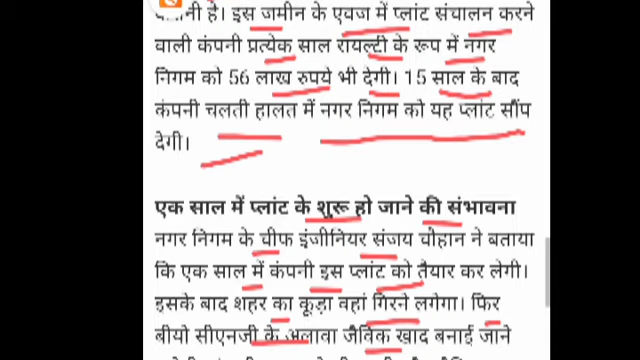 है। इस जमीन के एवज में प्लांट संचालन करने
वाली कंपनी प्रत्येक साल रायल्टी के रूप में नगर
निगम को 56 लाख रुपये भी देगी। 15 साल के बाद
कंपनी चलती हालत में नगर निगम को यह प्लांट सौंप
देगी।
एक साल में प्लांट के शुरू हो जाने की संभावना
नगर निगम के चीफ इंजीनियर संजय चौहान ने बताया
कि एक साल में कंपनी इस प्लांट को तैयार कर लेगी।
इसके बाद शहर का कूड़ा वहां गिरने लगेगा। फिर
बीयो सीएनजी के अलावा जैविक खाद बनाई जाने